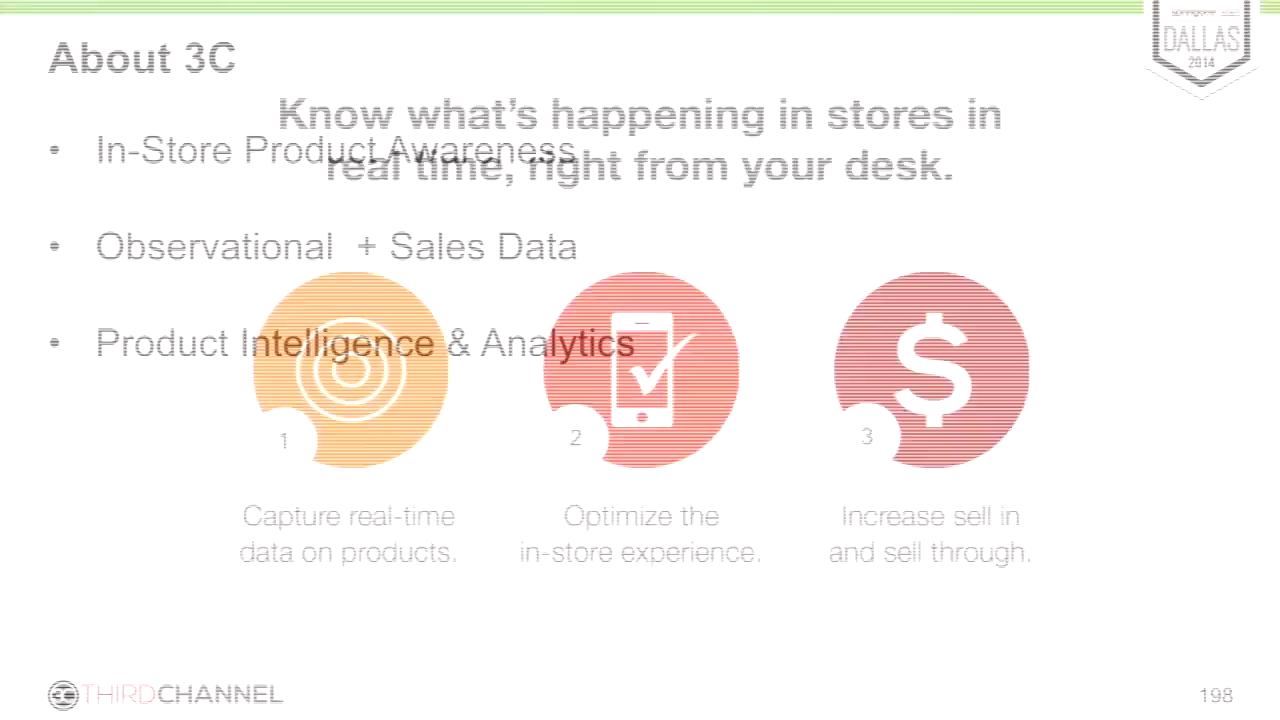 DALLAS
2014
About 3C
Know what's happening in stores in
real time, right from your desk.
• In-Store Product Awareness
• Observational + Sales Data
• Product Intelligence & Analytics
1
2
3
Capture real-time
data on products.
Optimize the
in-store experience.
Increase sell in
and sell through.
3C THIRDCHANNEL
198